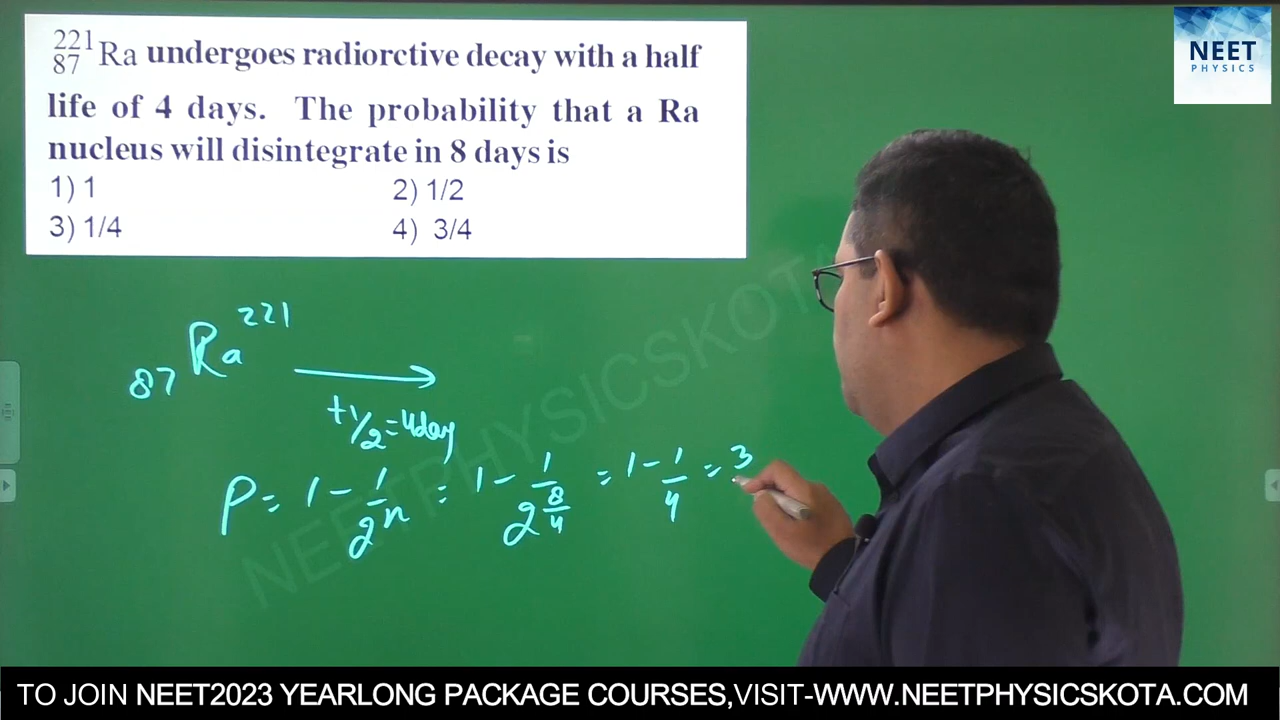 221
87 Ra undergoes radiorctive decay with a half
life of 4 days. The probability that a Ra
nucleus will disintegrate in 8 days is
1) 1 2) 1/2
3) 1/4 4) 3/4
NEET
PHYSICS
87 Ra 221
t 1/2 = 4day
P = 1 - 1/2^n = 1 - 1/2^(8/4) = 1 - 1/4 = 3
NEETPHYSICSKOTA
TO JOIN NEET2023 YEARLONG PACKAGE COURSES,VISIT-WWW.NEETPHYSICSKOTA.COM